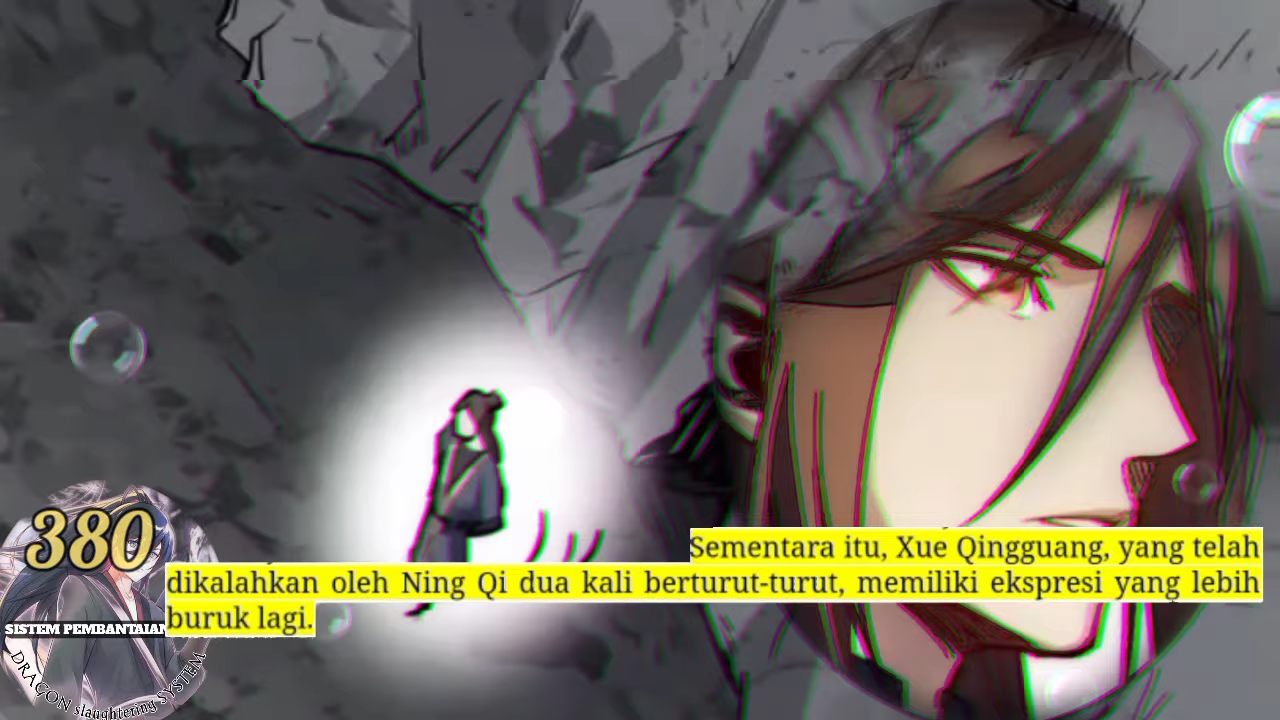 Sementara itu, Xue Qingguang, yang telah
dikalahkan oleh Ning Qi dua kali berturut-turut, memiliki ekspresi yang lebih
buruk lagi.
380
SISTEM PEMBANTAIAN
DRAGON slaughtering SYSTEM